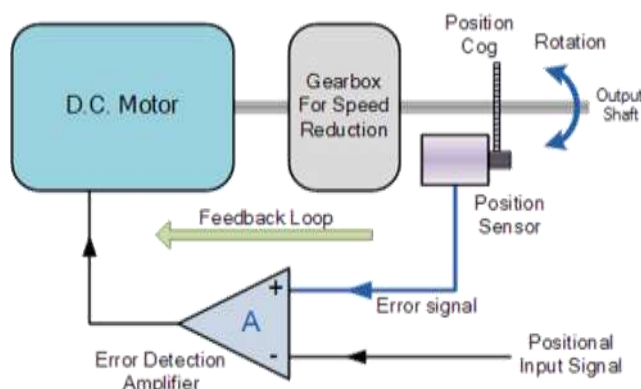 Position
Cog
Rotation
D.C. Motor
Gearbox
For Speed
Reduction
Output
Shaft
Position
Sensor
Feedback Loop
+
A
-
Error signal
Error Detection
Amplifier
Positional
Input Signal